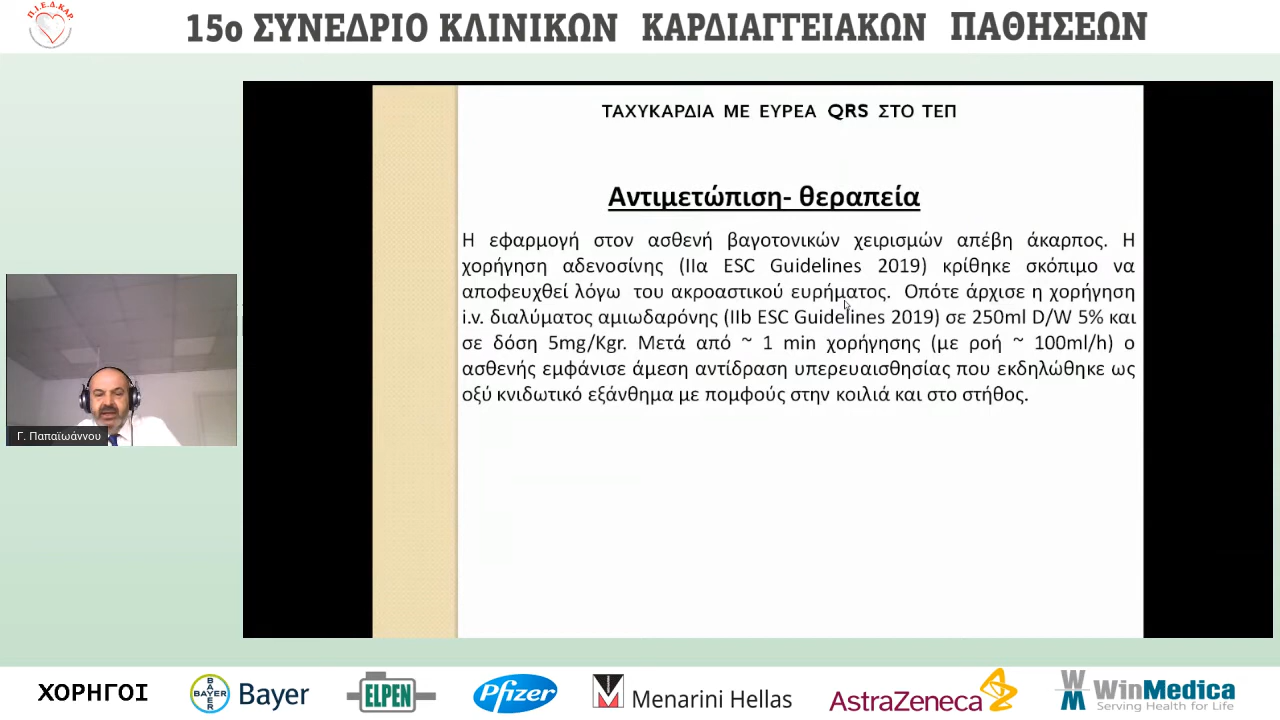 Π.Ι.Ε.Δ.ΚΑΡ
15ο ΣΥΝΕΔΡΙΟ ΚΛΙΝΙΚΩΝ ΚΑΡΔΙΑΓΓΕΙΑΚΩΝ ΠΑΘΗΣΕΩΝ
ΤΑΧΥΚΑΡΔΙΑ ΜΕ ΕΥΡΕΑ QRS ΣΤΟ ΤΕΠ
Αντιμετώπιση- θεραπεία
Η εφαρμογή στον ασθενή βαγοτονικών χειρισμών απέβη άκαρπος. Η
χορήγηση αδενοσίνης (ΙΙα ESC Guidelines 2019) κρίθηκε σκόπιμο να
αποφευχθεί λόγω του ακροαστικού ευρήματος. Οπότε άρχισε η χορήγηση
i.v. διαλύματος αμιωδαρόνης (IIb ESC Guidelines 2019) σε 250ml D/W 5% και
σε δόση 5mg/Kgr. Μετά από ~ 1 min χορήγησης (με ροή ~ 100ml/h) ο
ασθενής εμφάνισε άμεση αντίδραση υπερευαισθησίας που εκδηλώθηκε ως
οξύ κνιδωτικό εξάνθημα με πομφούς στην κοιλιά και στο στήθος.
Γ. Παπαϊωάννου
ΧΟΡΗΓΟΙ
BAYER
BAYER
Bayer
ELPEN
Pfizer
Menarini Hellas
AstraZeneca
WinMedica
Serving Health for Life